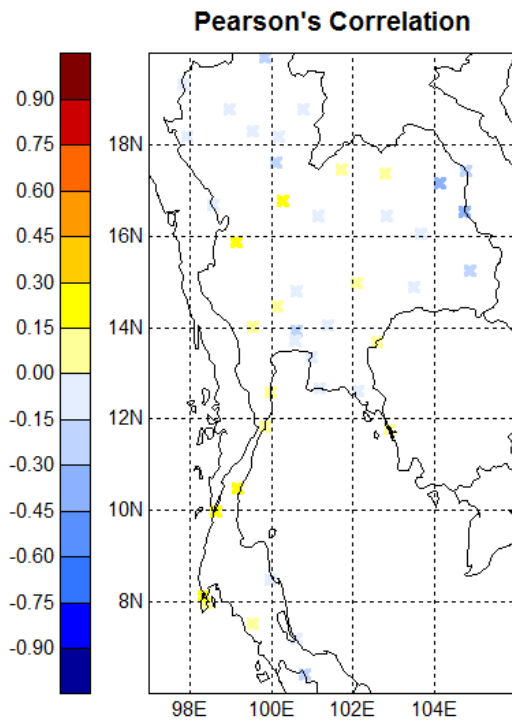 Pearson's Correlation
0.90
0.75
0.60
0.45
0.30
0.15
0.00
-0.15
-0.30
-0.45
-0.60
-0.75
-0.90
18N
16N
14N
12N
10N
8N
98E 100E 102E 104E